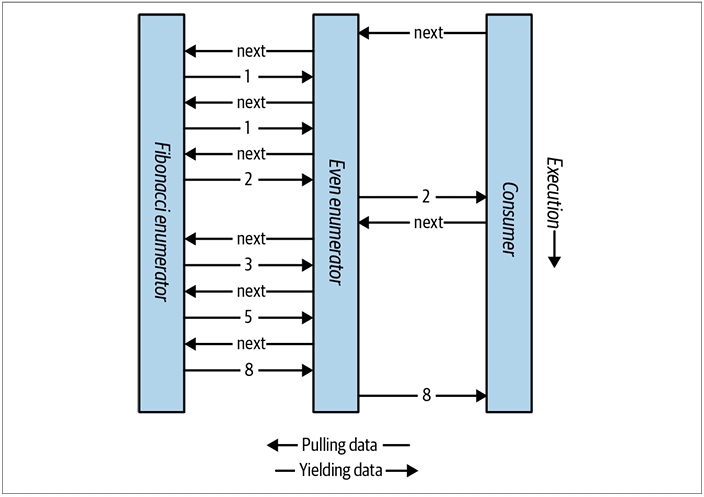 next
next
1
next
1
next
2
2
next
next
3
next
5
next
8
8
Fibonacci enumerator
Even enumerator
Consumer
Execution
Pulling data
Yielding data